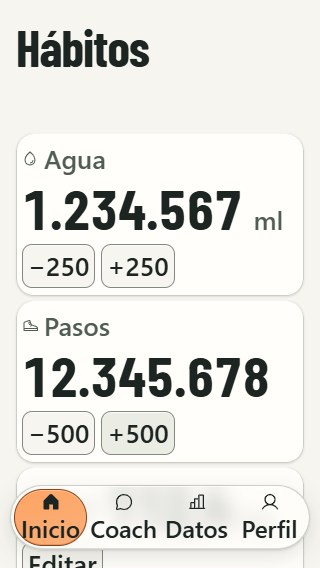 Hábitos
Agua
1.234.567 ml
−250 +250
Pasos
12.345.678
−500 +500
Inicio Coach Datos Perfil
Editar